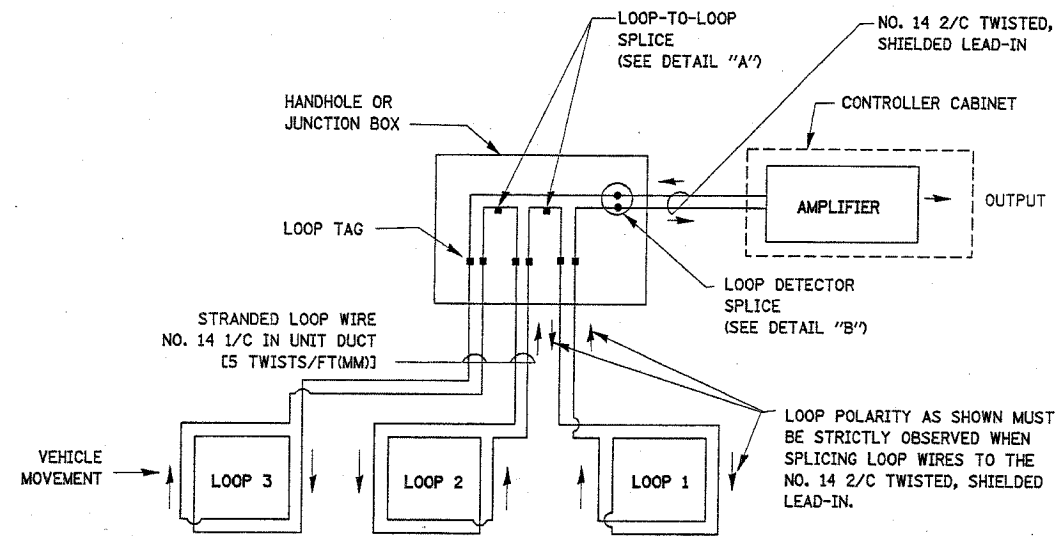 LOOP-TO-LOOP
SPLICE
(SEE DETAIL "A")
NO. 14 2/C TWISTED,
SHIELDED LEAD-IN
HANDHOLE OR
JUNCTION BOX
CONTROLLER CABINET
AMPLIFIER
OUTPUT
LOOP TAG
LOOP DETECTOR
SPLICE
(SEE DETAIL "B")
STRANDED LOOP WIRE
NO. 14 1/C IN UNIT DUCT
[5 TWISTS/FT(MM)]
LOOP POLARITY AS SHOWN MUST
BE STRICTLY OBSERVED WHEN
SPLICING LOOP WIRES TO THE
NO. 14 2/C TWISTED, SHIELDED
LEAD-IN.
VEHICLE
MOVEMENT
LOOP 3
LOOP 2
LOOP 1